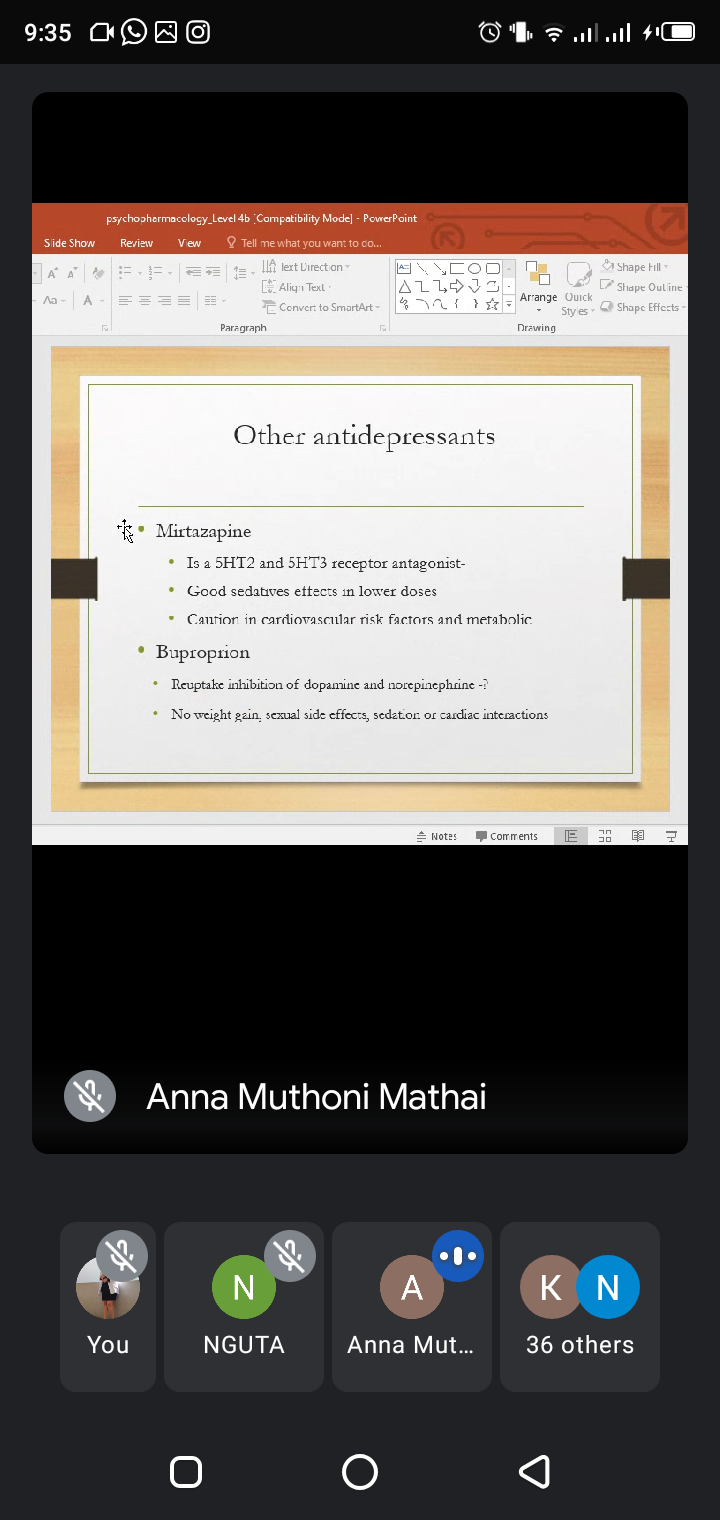 9:35
psychopharmacology_Level 4b [Compatibility Mode] - PowerPoint
Slide Show Review View Tell me what you want to do...
Text Direction
Align Text
Convert to SmartArt
Paragraph
Arrange
Quick Styles
Shape Fill
Shape Outline
Shape Effects
Drawing
Aa
A
Other antidepressants
• Mirtazapine
• Is a 5HT2 and 5HT3 receptor antagonist-
• Good sedatives effects in lower doses
• Caution in cardiovascular risk factors and metabolic
• Buproprion
• Reuptake inhibition of dopamine and norepinephrine -?
• No weight gain, sexual side effects, sedation or cardiac interactions
Notes Comments
Anna Muthoni Mathai
N A K N
You NGUTA Anna Mut... 36 others